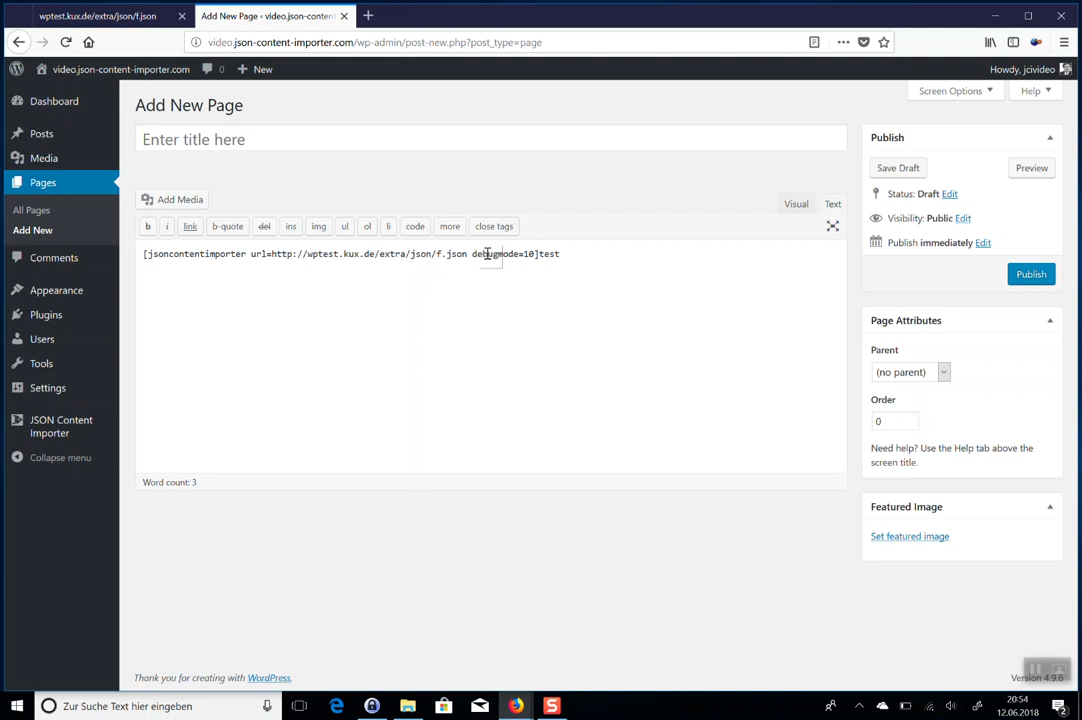 wptest.kux.de/extra/json/f.json
Add New Page ‹ video.json-conten
video.json-content-importer.com/wp-admin/post-new.php?post_type=page
video.json-content-importer.com 0 New
Howdy, jcivideo
Dashboard
Posts
Media
Pages
All Pages
Add New
Comments
Appearance
Plugins
Users
Tools
Settings
JSON Content
Importer
Collapse menu
Screen Options
Help
Add New Page
Enter title here
Add Media
Visual
Text
b
i
link
b-quote
del
ins
img
ul
ol
li
code
more
close tags
[jsoncontentimporter url=http://wptest.kux.de/extra/json/f.json debugmode=10]test
Word count: 3
Publish
Save Draft
Preview
Status: Draft Edit
Visibility: Public Edit
Publish immediately Edit
Publish
Page Attributes
Parent
(no parent)
Order
0
Need help? Use the Help tab above the
screen title.
Featured Image
Set featured image
Thank you for creating with WordPress.
Version 4.9.6
Zur Suche Text hier eingeben
20:54
12.06.2018
2